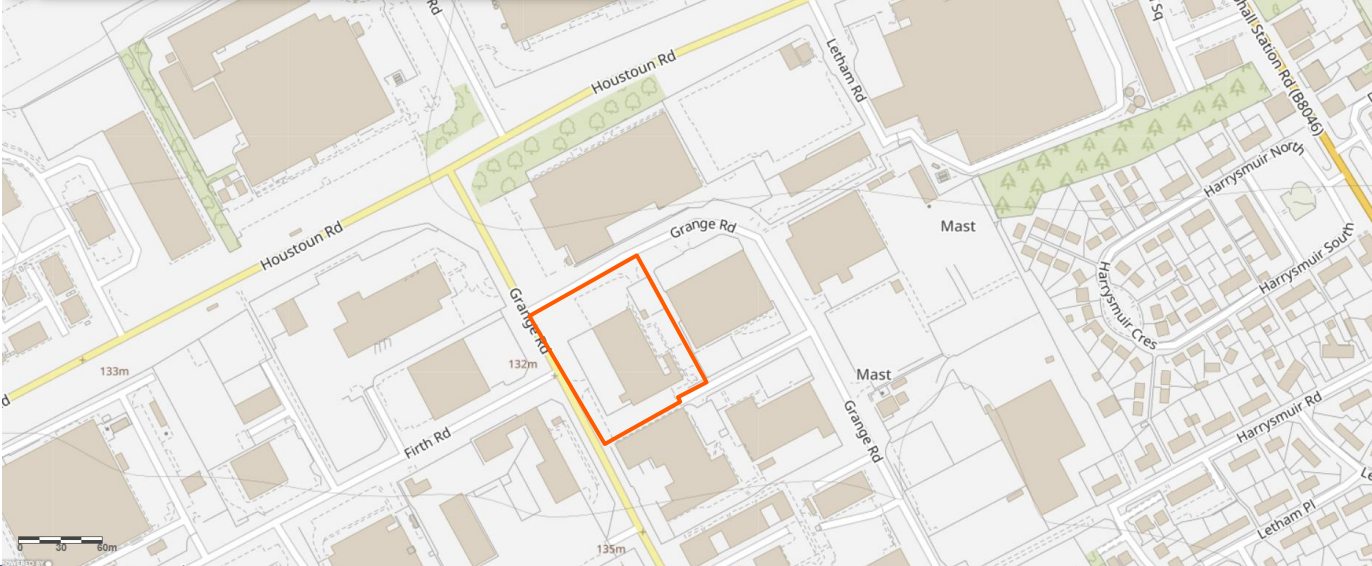 Rd
Sq
Houstoun Rd
Letham Rd
hall Station Rd (B8046)
Harrysmuir North
Grange Rd
Mast
Houstoun Rd
Harrysmuir South
Harrysmuir Cres
Grange Rd
132m
133m
Mast
d
Grange Rd
Harrysmuir Rd
Firth Rd
Letham Pl
0 30 60m
135m
POWERED BY